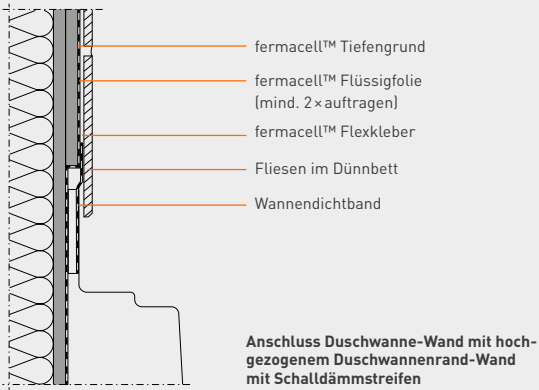 fermacell™ Tiefengrund
fermacell™ Flüssigfolie
(mind. 2×auftragen)
fermacell™ Flexkleber
Fliesen im Dünnbett
Wannendichtband
Anschluss Duschwanne-Wand mit hoch-
gezogenem Duschwannenrand-Wand
mit Schalldämmstreifen